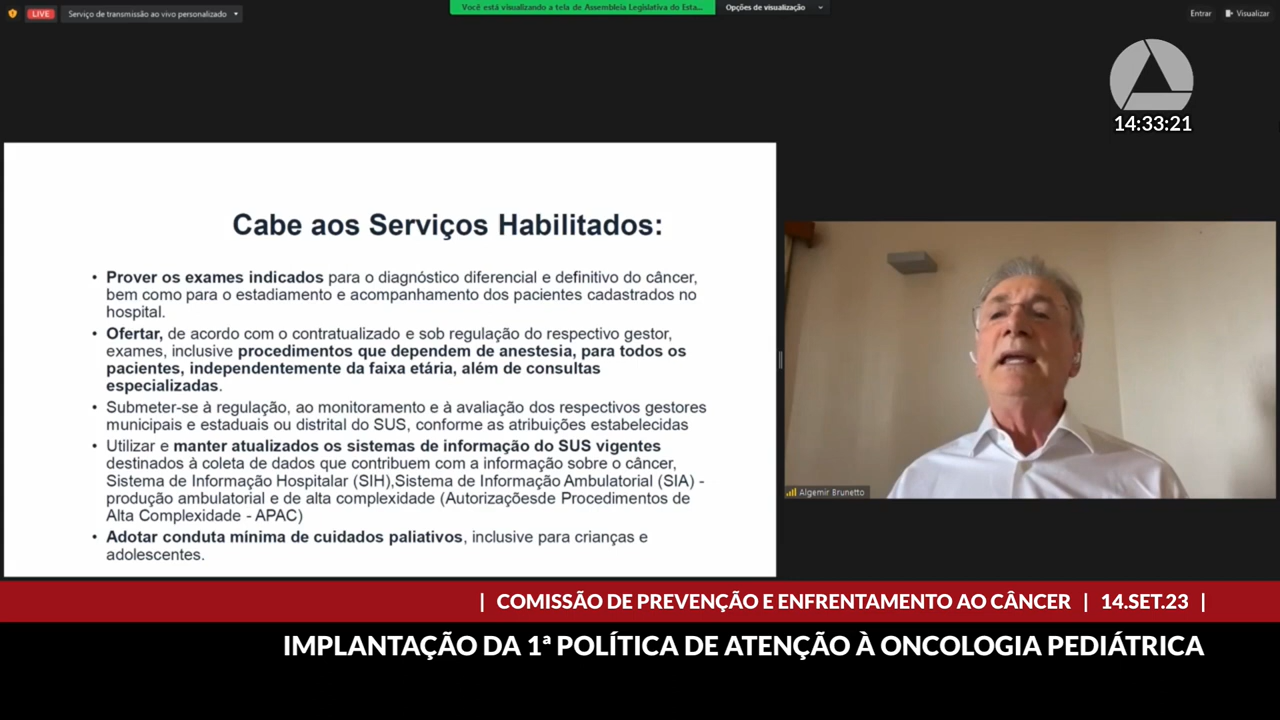 LIVE
Serviço de transmissão ao vivo personalizado
Você está visualizando a tela de Assembleia Legislativa do Esta...
Opções de visualização
Entrar
Visualizar
14:33:21
Cabe aos Serviços Habilitados:
• Prover os exames indicados para o diagnóstico diferencial e definitivo do câncer,
bem como para o estadiamento e acompanhamento dos pacientes cadastrados no
hospital.
• Ofertar, de acordo com o contratualizado e sob regulação do respectivo gestor,
exames, inclusive procedimentos que dependem de anestesia, para todos os
pacientes, independentemente da faixa etária, além de consultas
especializadas.
• Submeter-se à regulação, ao monitoramento e à avaliação dos respectivos gestores
municipais e estaduais ou distrital do SUS, conforme as atribuições estabelecidas
• Utilizar e manter atualizados os sistemas de informação do SUS vigentes
destinados à coleta de dados que contribuem com a informação sobre o câncer,
Sistema de Informação Hospitalar (SIH),Sistema de Informação Ambulatorial (SIA) -
produção ambulatorial e de alta complexidade (Autorizaçõesde Procedimentos de
Alta Complexidade - APAC)
• Adotar conduta mínima de cuidados paliativos, inclusive para crianças e
adolescentes.
Algemir Brunetto
| COMISSÃO DE PREVENÇÃO E ENFRENTAMENTO AO CÂNCER | 14.SET.23 |
IMPLANTAÇÃO DA 1ª POLÍTICA DE ATENÇÃO À ONCOLOGIA PEDIÁTRICA